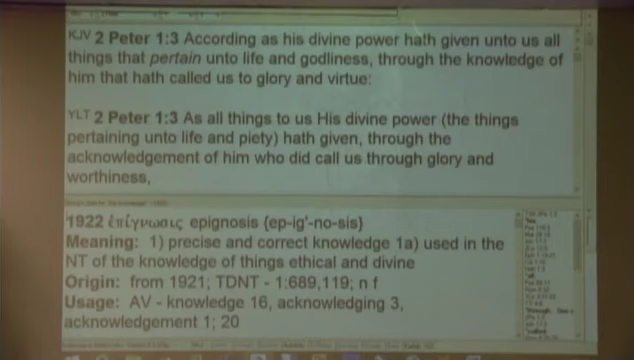 KJV 2 Peter 1:3 According as his divine power hath given unto us all
things that pertain unto life and godliness, through the knowledge of
him that hath called us to glory and virtue:
YLT 2 Peter 1:3 As all things to us His divine power (the things
pertaining unto life and piety) hath given, through the
acknowledgement of him who did call us through glory and
worthiness,
1922 ἐπίγνωσις epignosis {ep-ig'-no-sis}
Meaning: 1) precise and correct knowledge 1a) used in the
NT of the knowledge of things ethical and divine
Origin: from 1921; TDNT - 1:689,119; n f
Usage: AV - knowledge 16, acknowledging 3,
acknowledgement 1; 20